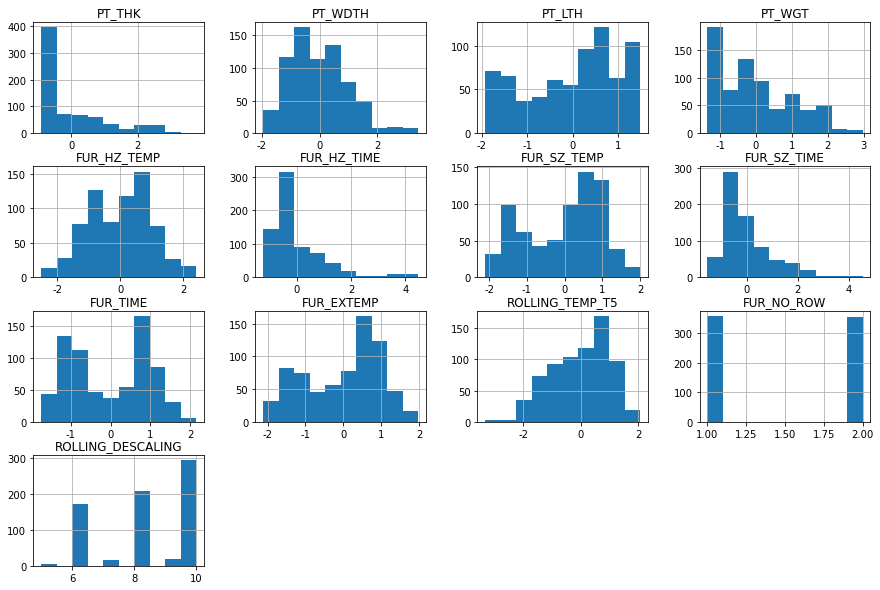 PT_THK PT_WDTH PT_LTH PT_WGT
400 300 200 100 0
0 2
150 100 50 0
-2 0 2
100 50 0
-2 -1 0 1
150 100 50 0
-1 0 1 2 3
FUR_HZ_TEMP FUR_HZ_TIME FUR_SZ_TEMP FUR_SZ_TIME
150 100 50 0
-2 0 2
300 200 100 0
0 2 4
150 100 50 0
-2 -1 0 1 2
300 200 100 0
0 2 4
FUR_TIME FUR_EXTEMP ROLLING_TEMP_T5 FUR_NO_ROW
150 100 50 0
-1 0 1 2
150 100 50 0
-2 -1 0 1 2
150 100 50 0
-2 0 2
300 200 100 0
1.00 1.25 1.50 1.75 2.00
ROLLING_DESCALING
300 200 100 0
6 8 10